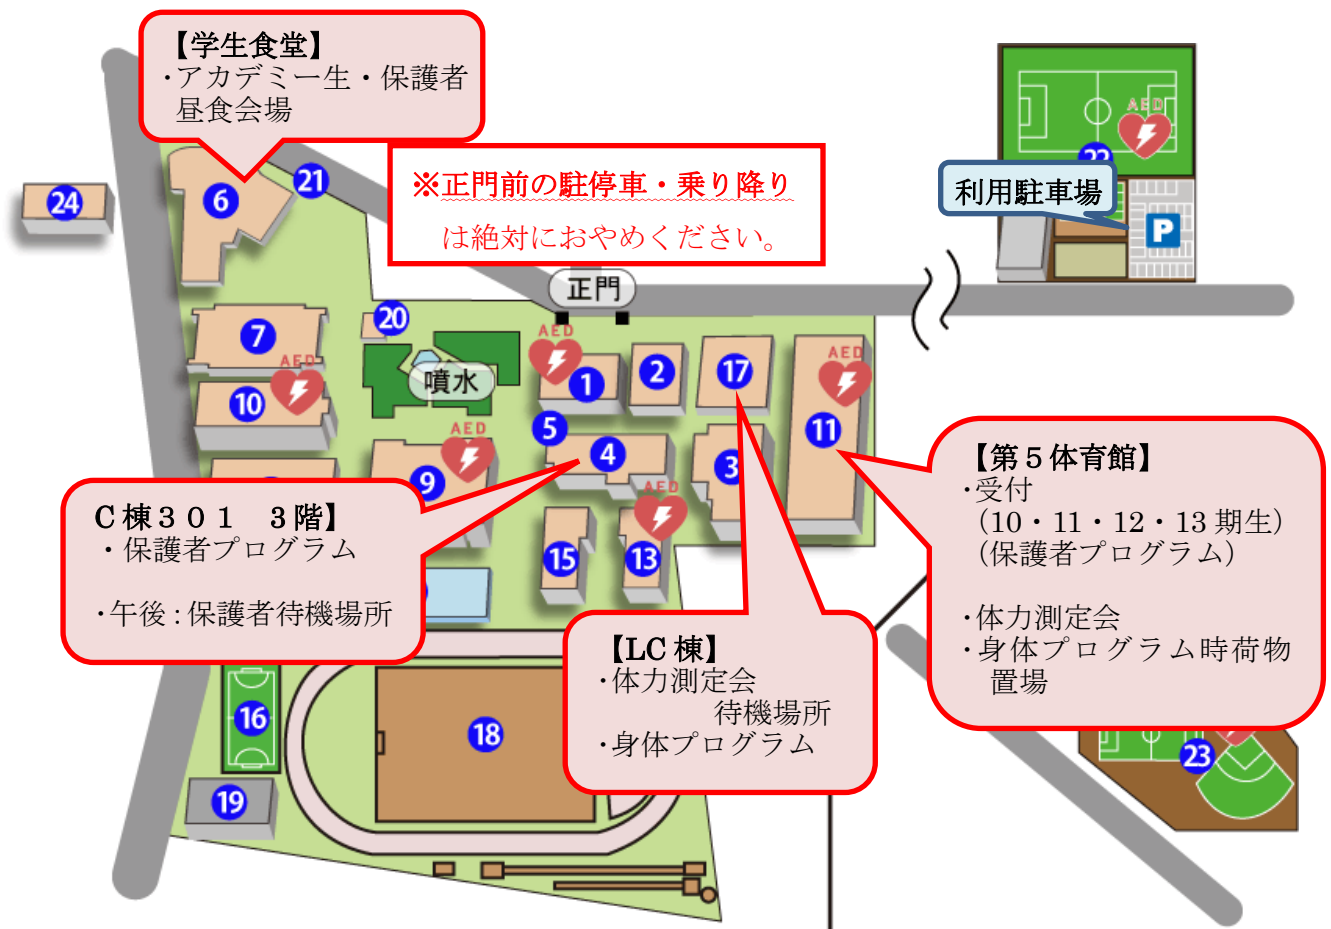 【学生食堂】
・アカデミー生・保護者
昼食会場
※正門前の駐停車・乗り降り
は絶対におやめください。
AED
22
利用駐車場
P
24
6
21
正門
7
20
AED
噴水
AED
1
2
17
AED
11
10
AED
5
4
3
9
AED
C棟３０１　３階】
・保護者プログラム
・午後：保護者待機場所
AED
15
13
【第５体育館】
・受付
（10・11・12・13期生）
（保護者プログラム）
・体力測定会
・身体プログラム時荷物
置場
【LC棟】
・体力測定会
待機場所
・身体プログラム
16
18
19
23